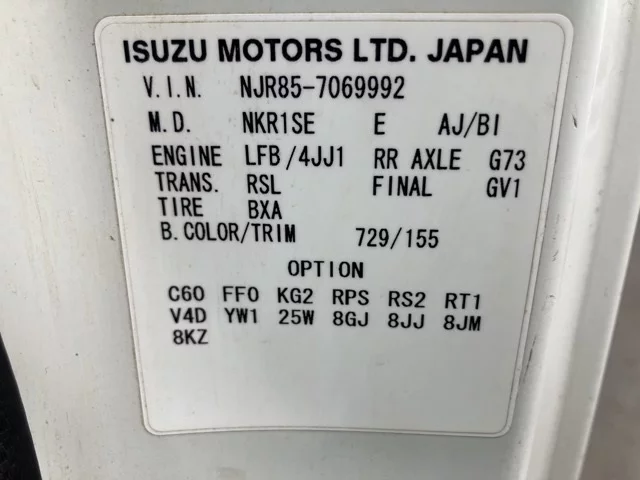 ISUZU MOTORS LTD. JAPAN
V.I.N. NJR85-7069992
M.D. NKR1SE E AJ/BI
ENGINE LFB/4JJ1 RR AXLE G73
TRANS. RSL FINAL GV1
TIRE BXA
B.COLOR/TRIM 729/155
OPTION
C60 FF0 KG2 RPS RS2 RT1
V4D YW1 25W 8GJ 8JJ 8JM
8KZ